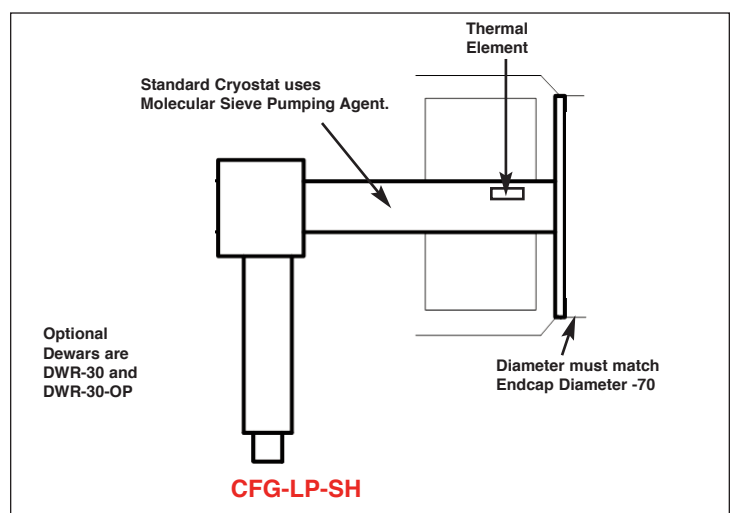 Thermal
Element
Standard Cryostat uses
Molecular Sieve Pumping Agent.
Optional
Dewars are
DWR-30 and
DWR-30-OP
Diameter must match
Endcap Diameter -70
CFG-LP-SH